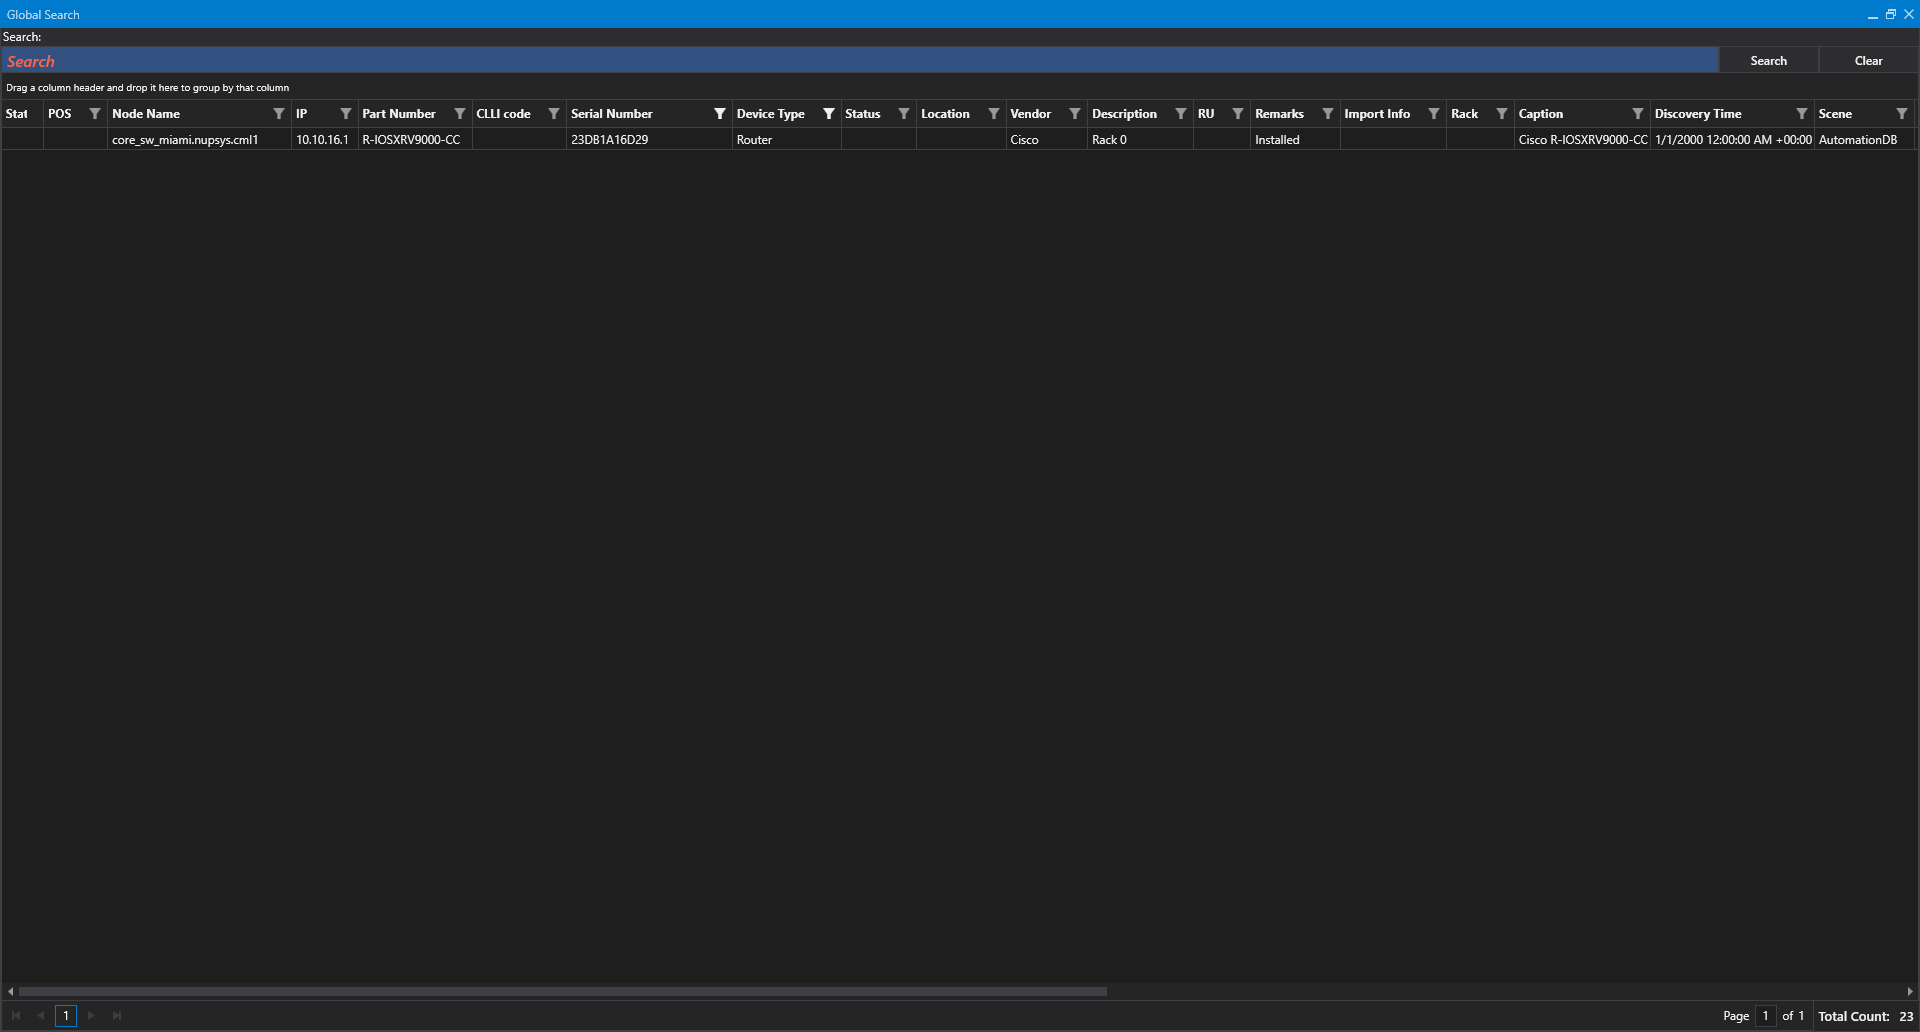 Global Search
Search:
Search Search Clear
Drag a column header and drop it here to group by that column
Stat POS Node Name IP Part Number CLLI code Serial Number Device Type Status Location Vendor Description RU Remarks Import Info Rack Caption Discovery Time Scene
core_sw_miami.nupsys.cml1 10.10.16.1 R-IOSXRV9000-CC 23DB1A16D29 Router Cisco Rack 0 Installed Cisco R-IOSXRV9000-CC 1/1/2000 12:00:00 AM +00:00 AutomationDB
1 Page 1 of 1 Total Count: 23